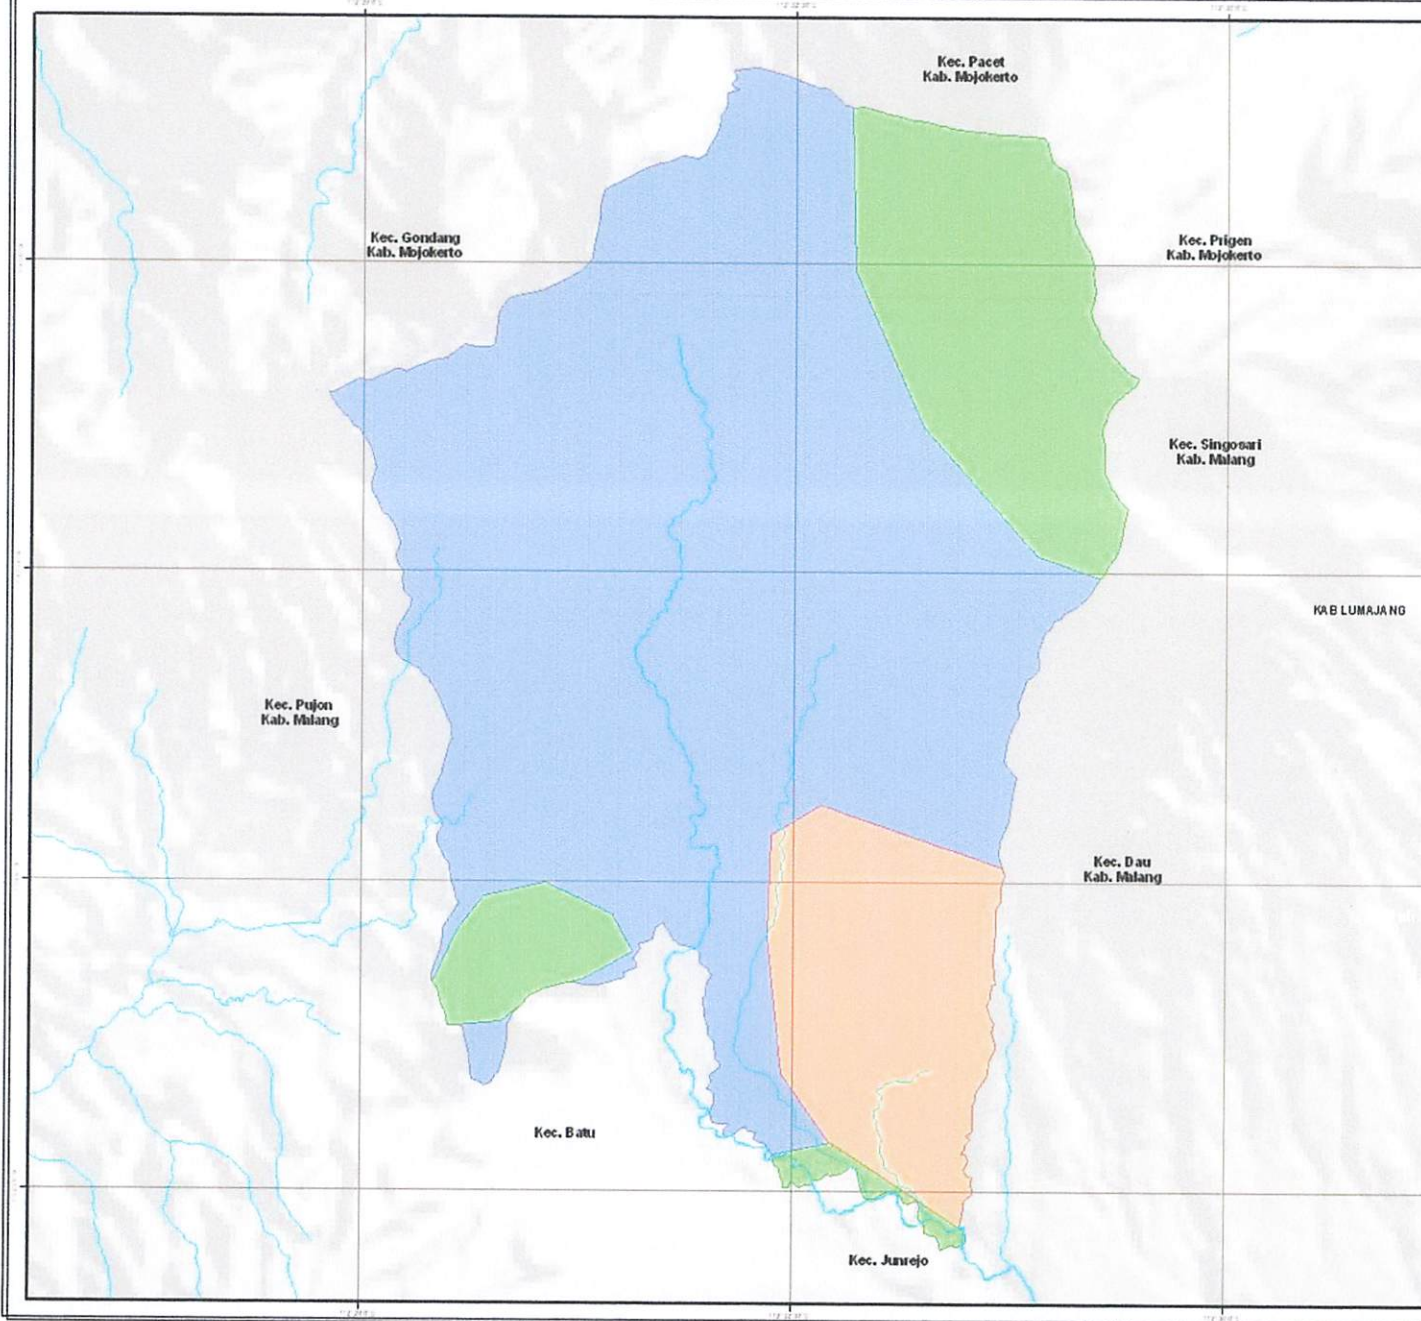 Kec. Pacet
Kab. Mojokerto
Kec. Gondang
Kab. Mojokerto
Kec. Prigen
Kab. Mojokerto
Kec. Singosari
Kab. Malang
KAB LUMAJANG
Kec. Pujon
Kab. Malang
Kec. Dau
Kab. Malang
Kec. Batu
Kec. Junrejo